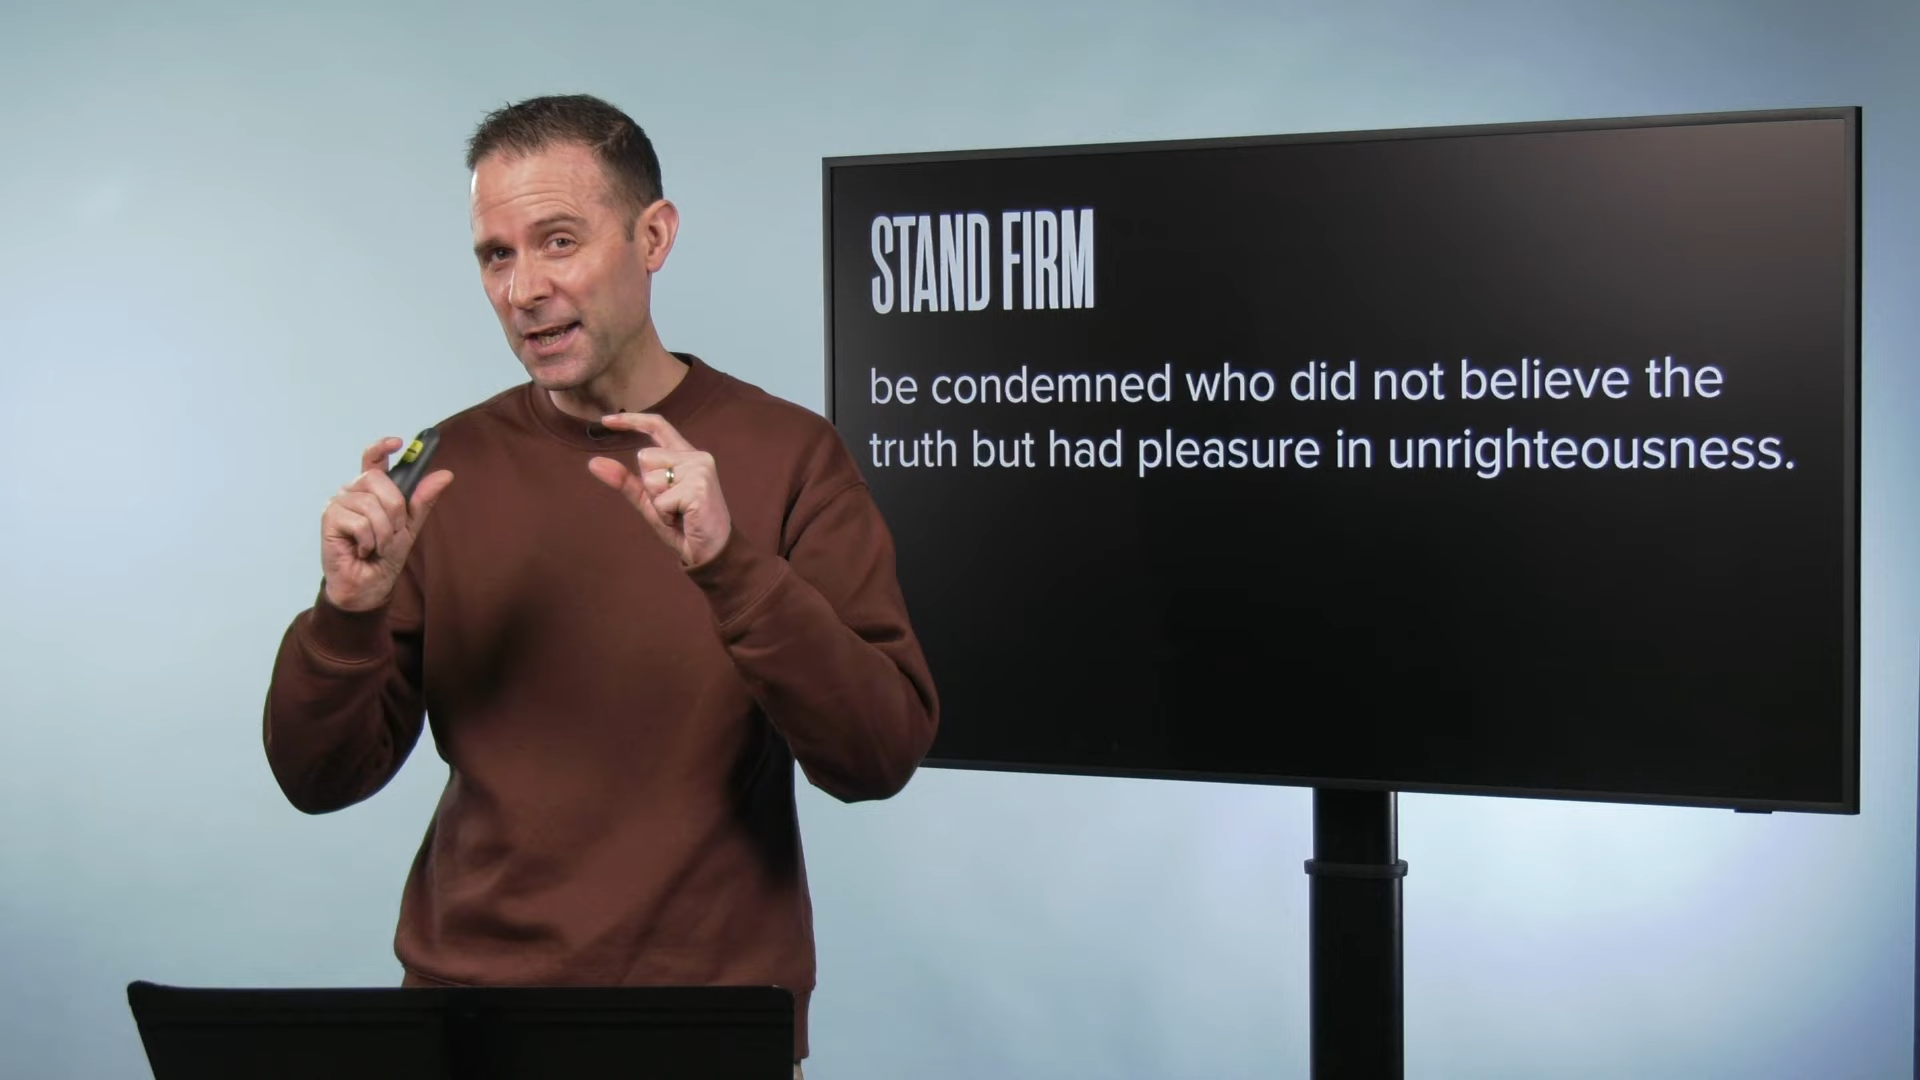 STAND FIRM
be condemned who did not believe the
truth but had pleasure in unrighteousness.